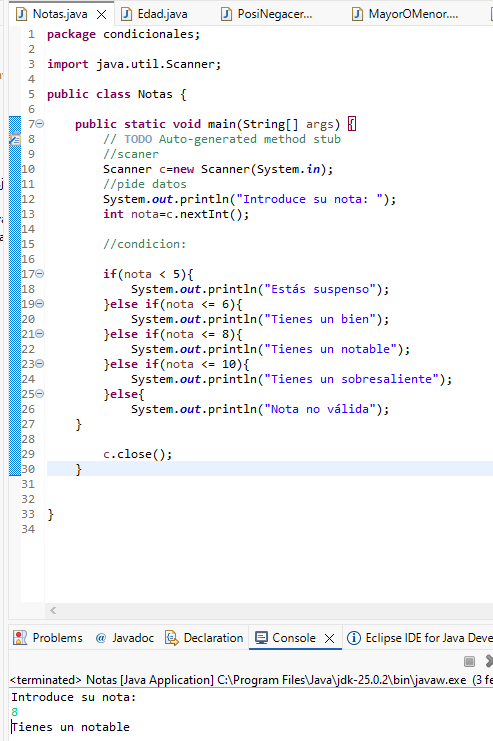 Notas.java
Edad.java
PosiNegacer...
MayorOMenor....
1 package condicionales;
2
3 import java.util.Scanner;
4
5 public class Notas {
6
7 public static void main(String[] args) {
8 // TODO Auto-generated method stub
9 //scaner
10 Scanner c=new Scanner(System.in);
11 //pide datos
12 System.out.println("Introduce su nota: ");
13 int nota=c.nextInt();
14
15 //condicion:
16
17 if(nota < 5){
18 System.out.println("Estás suspenso");
19 }else if(nota <= 6){
20 System.out.println("Tienes un bien");
21 }else if(nota <= 8){
22 System.out.println("Tienes un notable");
23 }else if(nota <= 10){
24 System.out.println("Tienes un sobresaliente");
25 }else{
26 System.out.println("Nota no válida");
27 }
28
29 c.close();
30 }
31
32
33 }
34
Problems @ Javadoc Declaration Console Eclipse IDE for Java Deve
<terminated> Notas [Java Application] C:\Program Files\Java\jdk-25.0.2\bin\javaw.exe (3 fe
Introduce su nota:
8
Tienes un notable